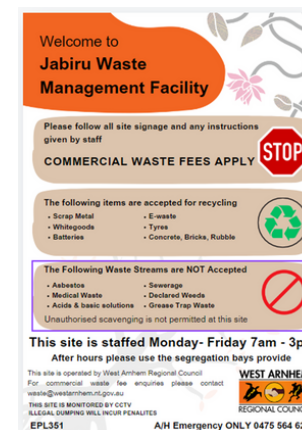 Welcome to
Jabiru Waste
Management Facility
Please follow all site signage and any instructions
given by staff
COMMERCIAL WASTE FEES APPLY
STOP
The following items are accepted for recycling
• Scrap Metal
• Whitegoods
• Batteries
• E-waste
• Tyres
• Concrete, Bricks, Rubble
The Following Waste Streams are NOT Accepted
• Asbestos
• Medical Waste
• Acids & basic solutions
• Sewerage
• Declared Weeds
• Grease Trap Waste
Unauthorised scavenging is not permitted at this site
This site is staffed Monday- Friday 7am - 3p
After hours please use the segregation bays provide
This site is operated by West Arnhem Regional Council
For commercial waste fee enquiries please contact
waste@westarnhem.nt.gov.au
THIS SITE IS MONITORED BY CCTV
ILLEGAL DUMPING WILL INCUR PENALITES
WEST ARNHE
REGIONAL COUNC
EPL351
A/H Emergency ONLY 0475 564 6